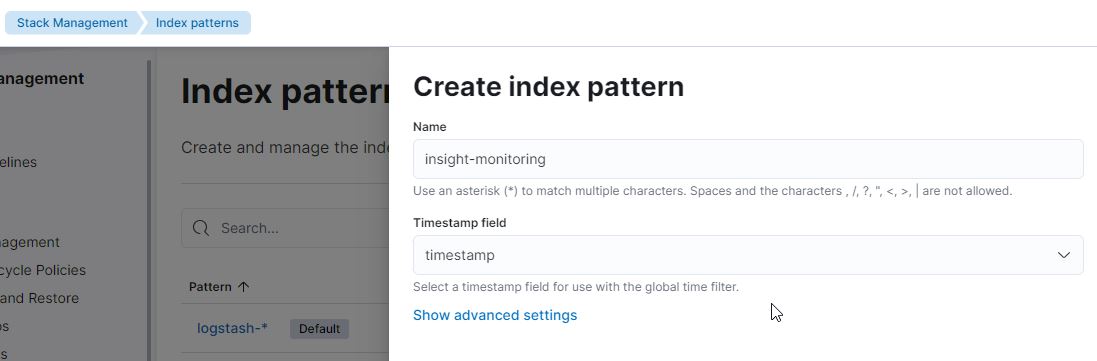 Stack Management
Index patterns
anagement
elines
nagement
cycle Policies
and Restore
os
s
Index patter
Create and manage the inde
Search...
Pattern ↑
logstash-*
Default
Create index pattern
Name
insight-monitoring
Use an asterisk (*) to match multiple characters. Spaces and the characters , /, ?, ", <, >, | are not allowed.
Timestamp field
timestamp
Select a timestamp field for use with the global time filter.
Show advanced settings